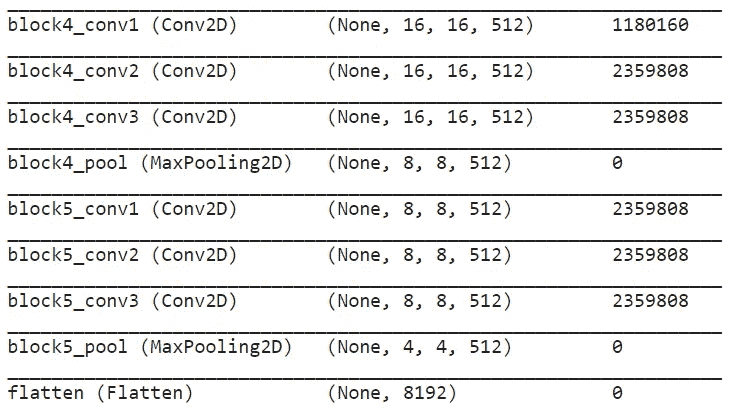 block4_conv1 (Conv2D) (None, 16, 16, 512) 1180160
block4_conv2 (Conv2D) (None, 16, 16, 512) 2359808
block4_conv3 (Conv2D) (None, 16, 16, 512) 2359808
block4_pool (MaxPooling2D) (None, 8, 8, 512) 0
block5_conv1 (Conv2D) (None, 8, 8, 512) 2359808
block5_conv2 (Conv2D) (None, 8, 8, 512) 2359808
block5_conv3 (Conv2D) (None, 8, 8, 512) 2359808
block5_pool (MaxPooling2D) (None, 4, 4, 512) 0
flatten (Flatten) (None, 8192) 0